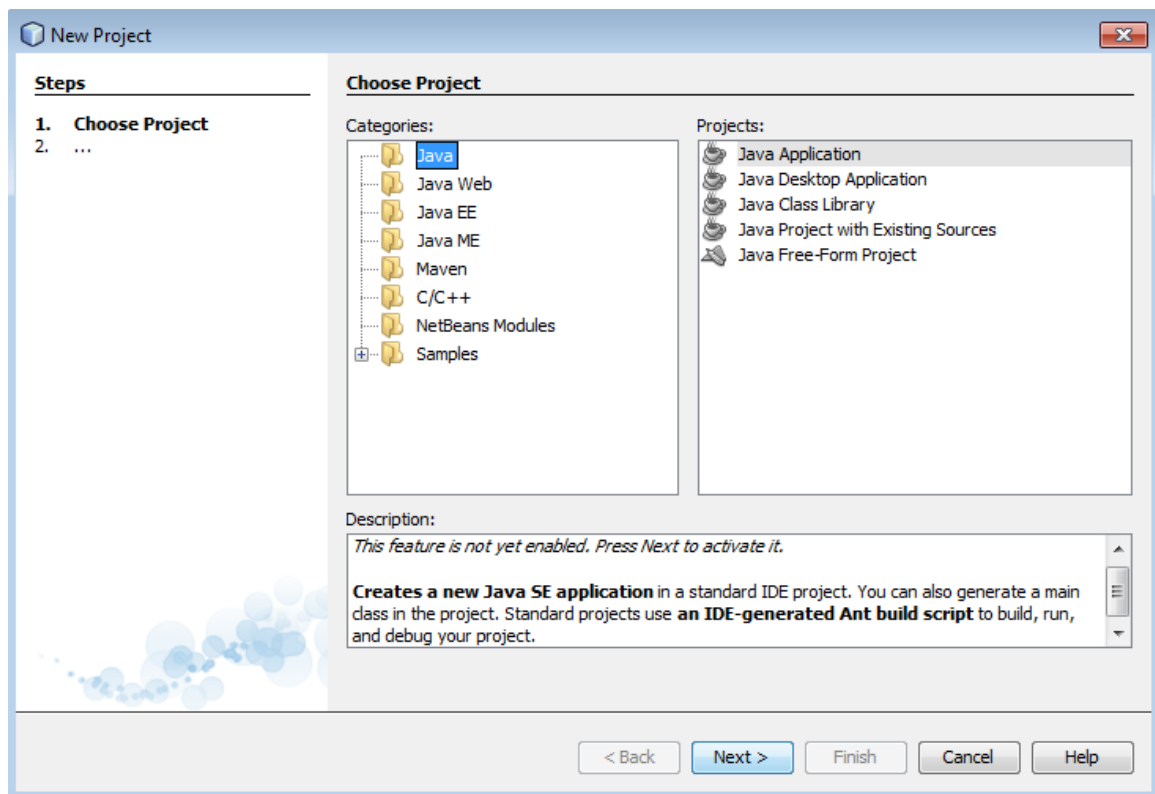 New Project
Steps
1. Choose Project
2. ...
Choose Project
Categories:
Java
Java Web
Java EE
Java ME
Maven
C/C++
NetBeans Modules
Samples
Projects:
Java Application
Java Desktop Application
Java Class Library
Java Project with Existing Sources
Java Free-Form Project
Description:
This feature is not yet enabled. Press Next to activate it.
Creates a new Java SE application in a standard IDE project. You can also generate a main
class in the project. Standard projects use an IDE-generated Ant build script to build, run,
and debug your project.
< Back
Next >
Finish
Cancel
Help